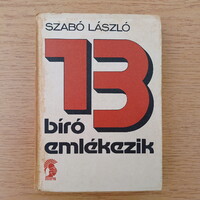 SZABÓ LÁSZLÓ
13
bíró
emlékezik